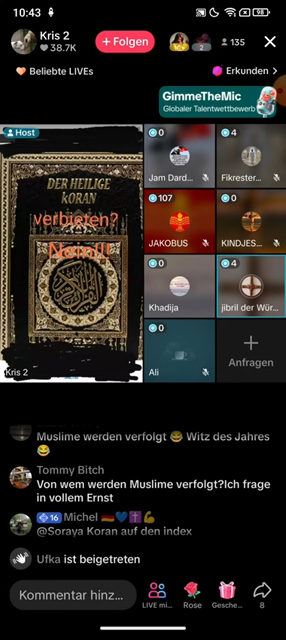 10:43
98
Kris 2
38.7K
+ Folgen
2
135
Beliebte LIVEs
Erkunden >
GimmeTheMic
Globaler Talentwettbewerb
Host
DER HEILIGE
KORAN
verbieten?
Nein!!!
Kris 2
0
Jam Dard...
4
Fikrester...
107
JAKOBUS
0
KINDJES...
0
Khadija
4
jibril der Wür...
0
Ali
+
Anfragen
Muslime werden verfolgt 😂 Witz des Jahres
😂
Tommy Bitch
Von wem werden Muslime verfolgt?Ich frage
in vollem Ernst
16 Michel 🇩🇪💙✝️💪
@Soraya Koran auf den index
Ufka ist beigetreten
Kommentar hinz...
LIVE mi...
Rose
Gesche...
8